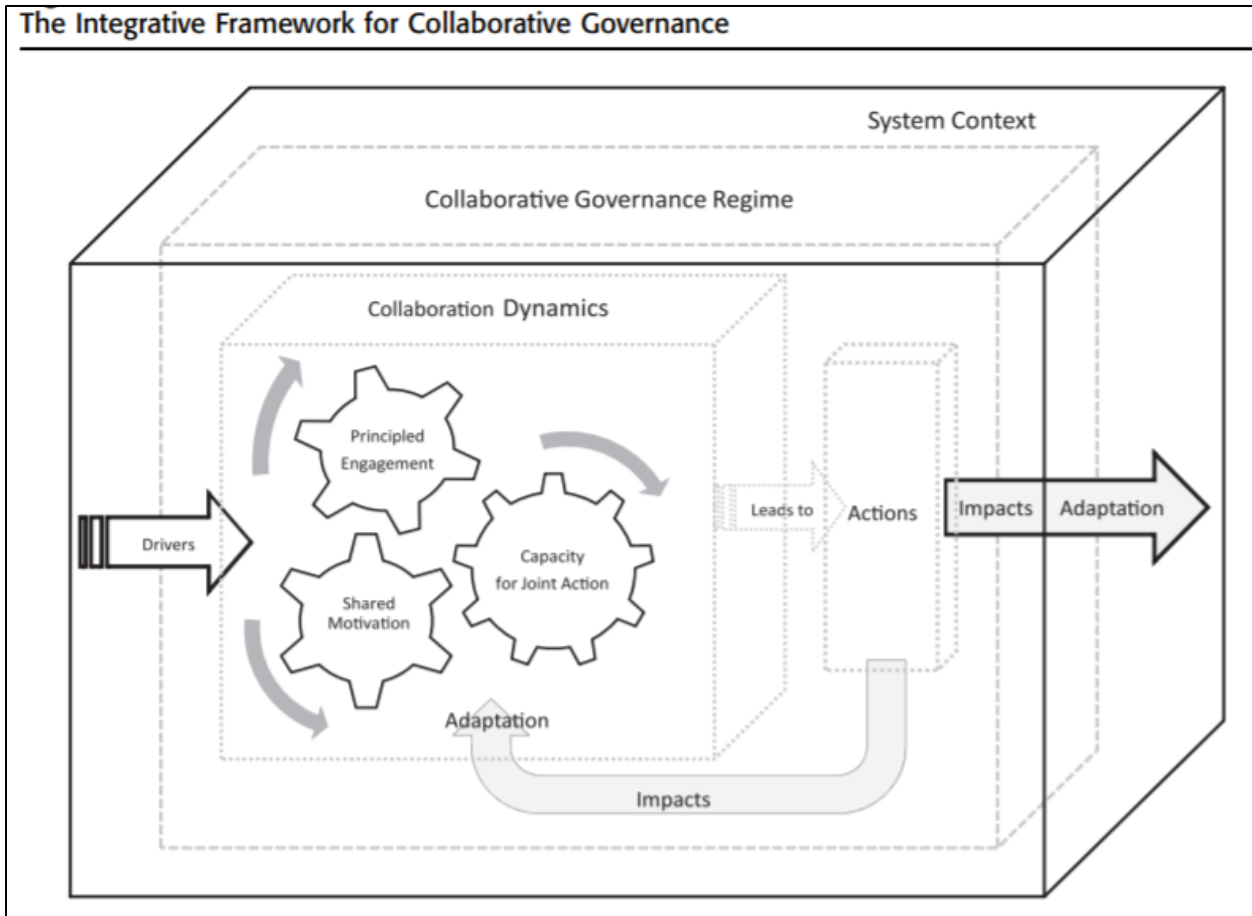 The Integrative Framework for Collaborative Governance
System Context
Collaborative Governance Regime
Collaboration Dynamics
Principled
Engagement
Drivers
Capacity
for Joint Action
Shared
Motivation
Leads to
Actions
Impacts
Adaptation
Adaptation
Impacts